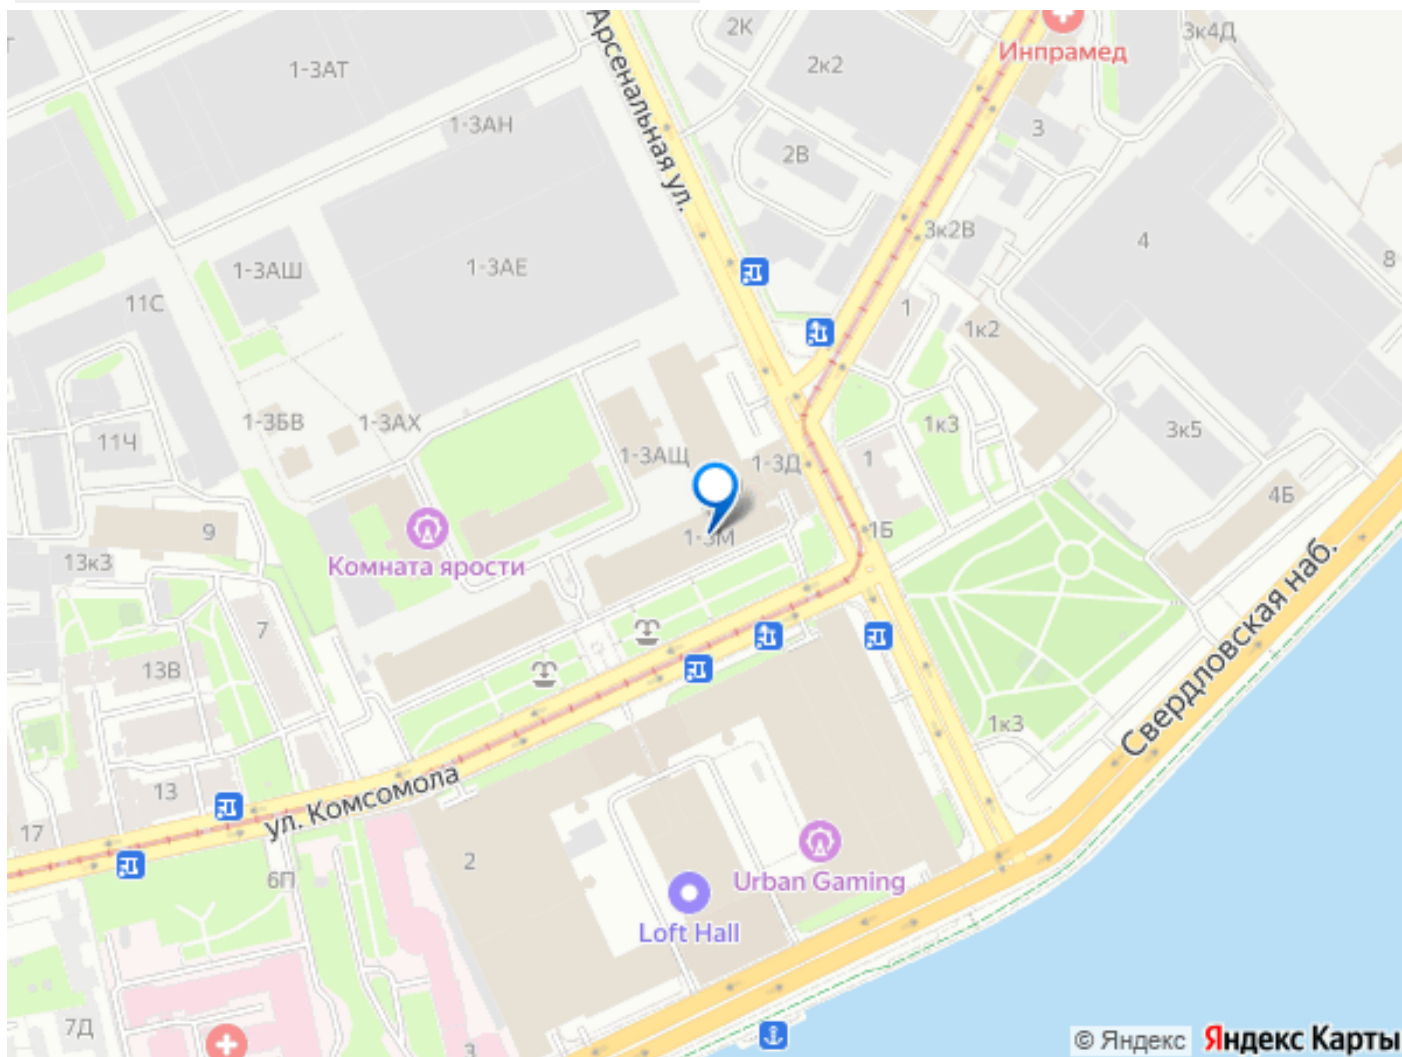 2К
3к4Д
Инпрамед
1-3АТ
2к2
Арсенальная ул.
1-3АН
3
2В
3к2В
4
8
1-3АШ
1-3АЕ
11С
1
1к2
1-3БВ
1-3АХ
1к3
3к5
11Ч
1-3АЩ
1-3Д
1
4Б
9
1-3М
1Б
13к3
Комната ярости
Свердловская наб.
7
13В
1к3
13
ул. Комсомола
17
2
6П
Urban Gaming
Loft Hall
7Д
3
© Яндекс Яндекс Карты